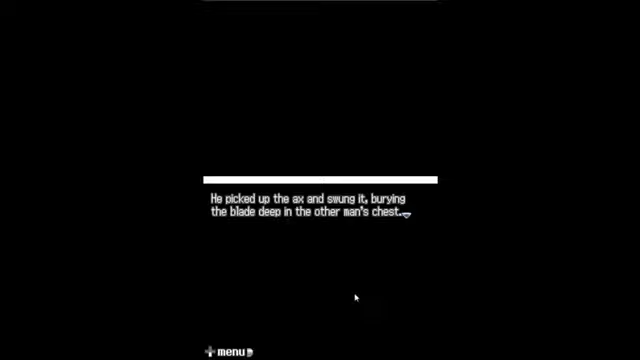 He picked up the ax and swung it, burying
the blade deep in the other man's chest.
menu